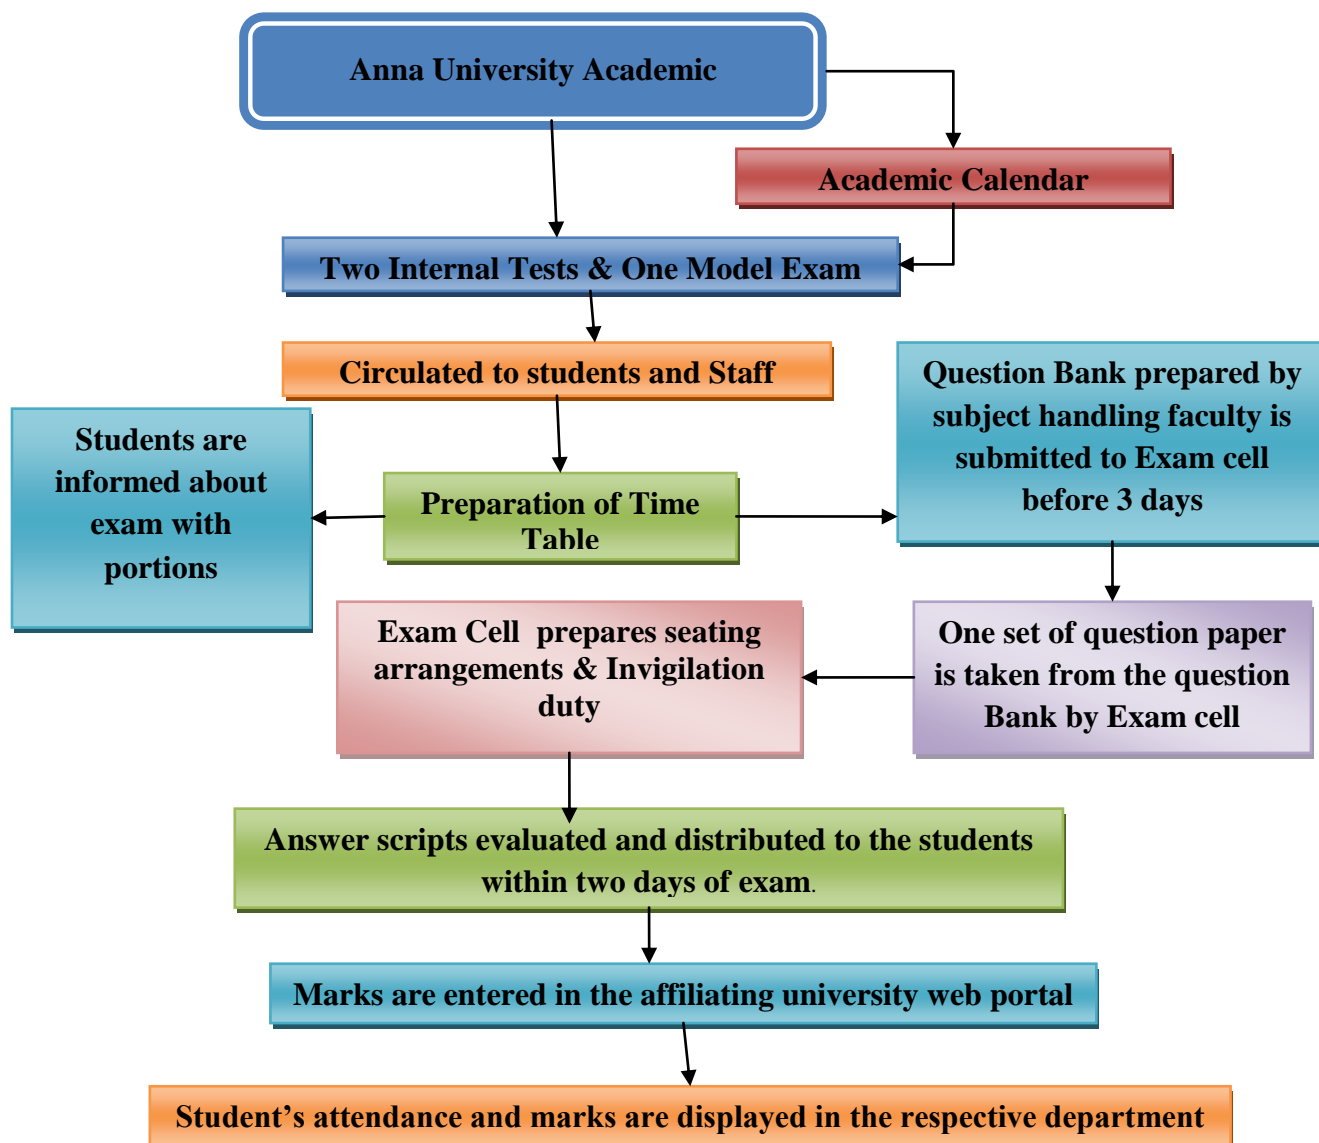 Anna University Academic
Academic Calendar
Two Internal Tests & One Model Exam
Circulated to students and Staff
Students are
informed about
exam with
portions
Preparation of Time
Table
Question Bank prepared by
subject handling faculty is
submitted to Exam cell
before 3 days
One set of question paper
is taken from the question
Bank by Exam cell
Exam Cell  prepares seating
arrangements & Invigilation
duty
Answer scripts evaluated and distributed to the students
within two days of exam.
Marks are entered in the affiliating university web portal
Student’s attendance and marks are displayed in the respective department